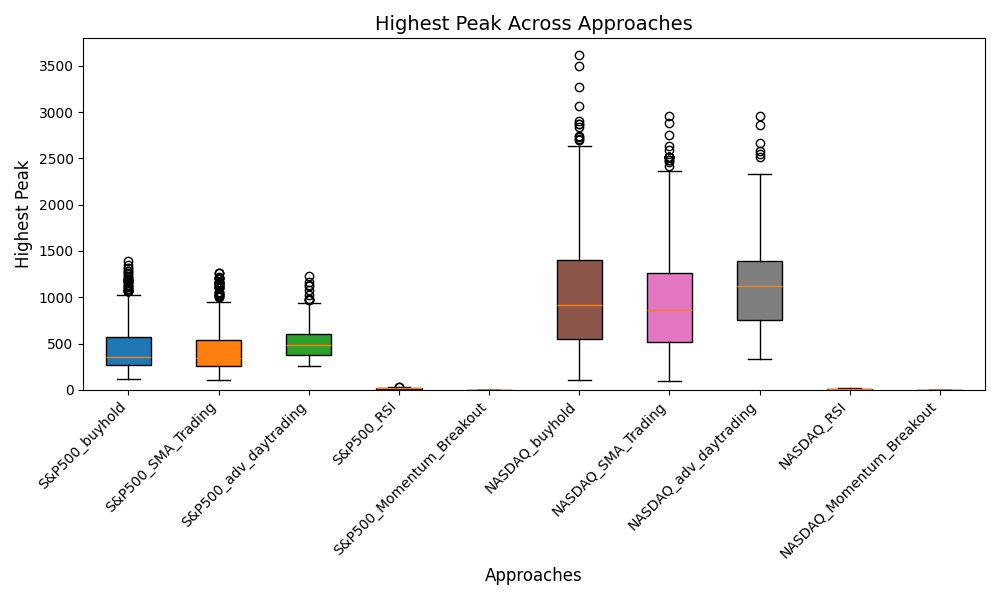 Highest Peak Across Approaches
Highest Peak
3500
3000
2500
2000
1500
1000
500
0
S&P500_buyhold
S&P500_SMA_Trading
S&P500_adv_daytrading
S&P500_RSI
S&P500_Momentum_Breakout
NASDAQ_buyhold
NASDAQ_SMA_Trading
NASDAQ_adv_daytrading
NASDAQ_RSI
NASDAQ_Momentum_Breakout
Approaches